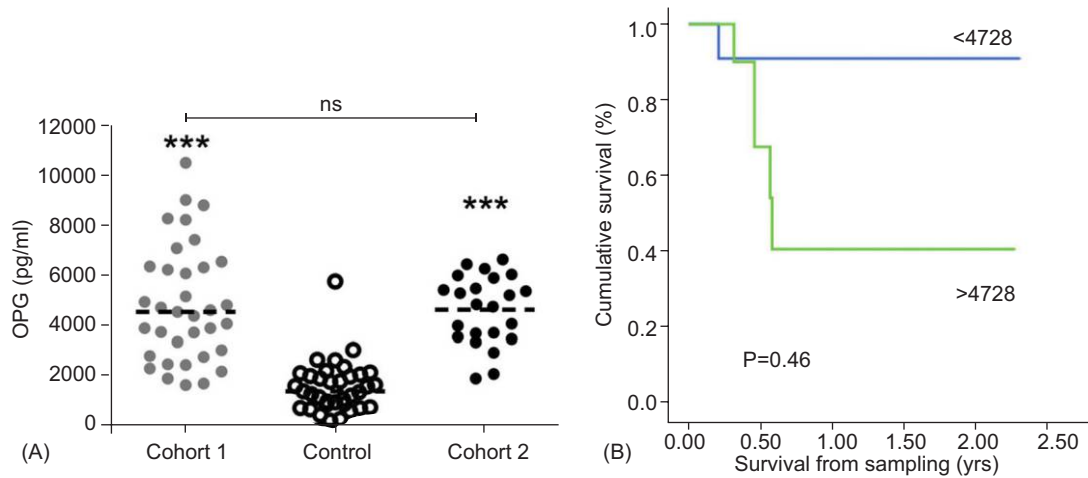 ns
12000
10000
8000
6000
4000
2000
0
OPG (pg/ml)
***
***
Cohort 1
Control
Cohort 2
(A)
1.0
0.8
0.6
0.4
0.2
0.0
Cumulative survival (%)
<4728
>4728
P=0.46
0.00 0.50 1.00 1.50 2.00 2.50
Survival from sampling (yrs)
(B)